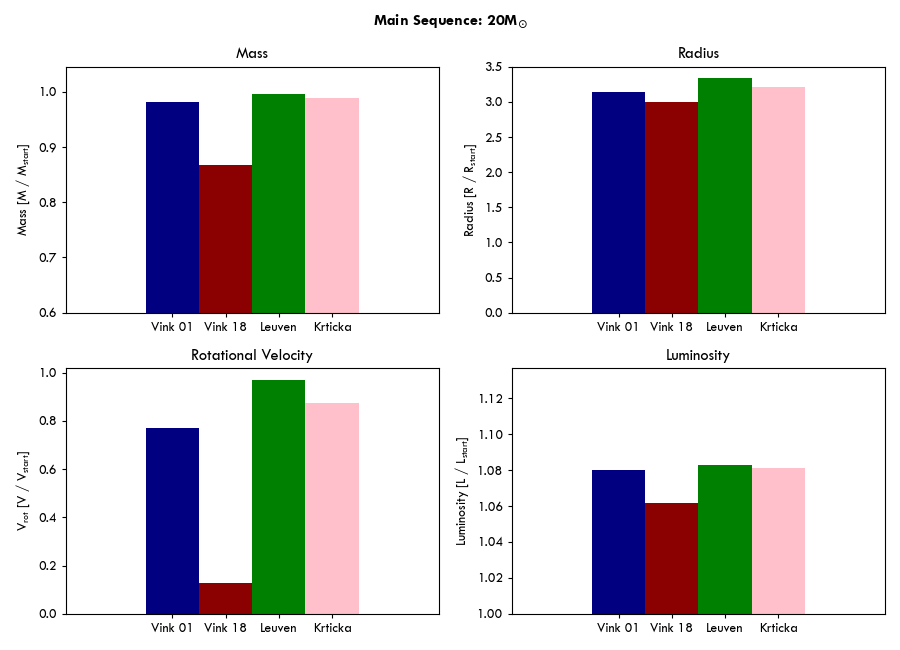 Main Sequence: 20M☉
Mass
Mass [M / Mstart]
1.0
0.9
0.8
0.7
0.6
Vink 01 Vink 18 Leuven Krticka
Radius
Radius [R / Rstart]
3.5
3.0
2.5
2.0
1.5
1.0
0.5
0.0
Vink 01 Vink 18 Leuven Krticka
Rotational Velocity
Vrot [V / Vstart]
1.0
0.8
0.6
0.4
0.2
0.0
Vink 01 Vink 18 Leuven Krticka
Luminosity
Luminosity [L / Lstart]
1.12
1.10
1.08
1.06
1.04
1.02
1.00
Vink 01 Vink 18 Leuven Krticka